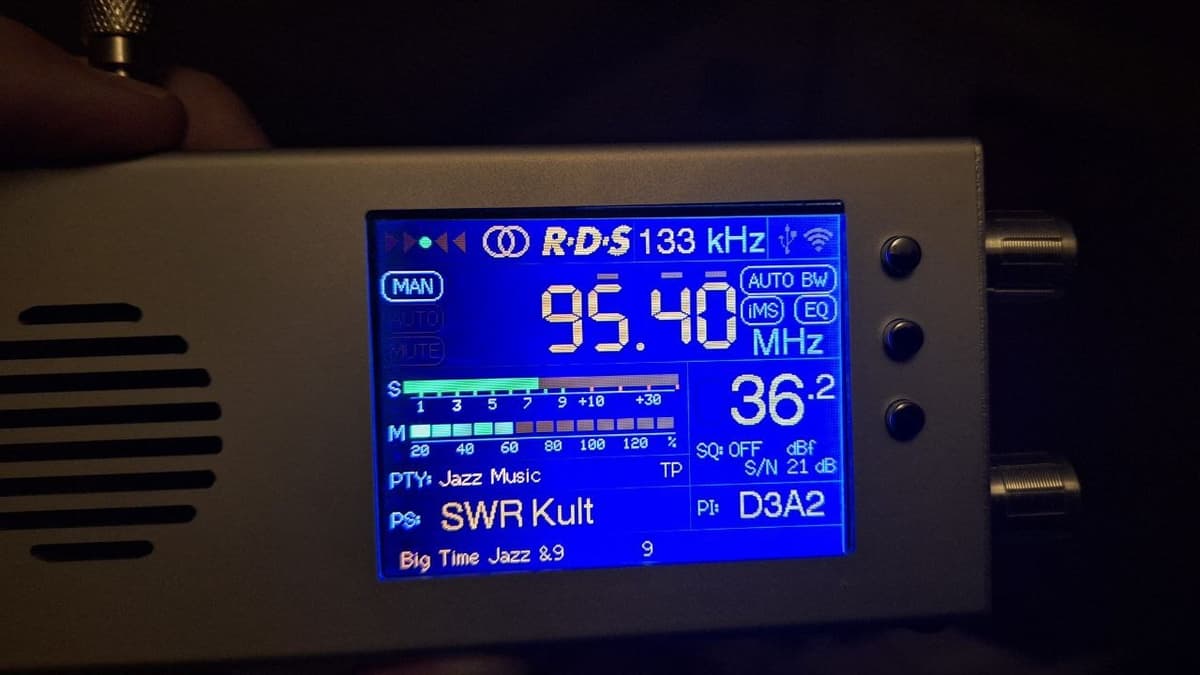 R·D·S 133 kHz
MAN
AUTO
MUTE
95.40 MHz
AUTO BW
iMS EQ
S
1 3 5 7 9 +10 +30
M
20 40 60 80 100 120 %
36.2
SQ: OFF dBf
S/N 21 dB
PTY: Jazz Music TP
PS: SWR Kult
PI: D3A2
Big Time Jazz &9 9